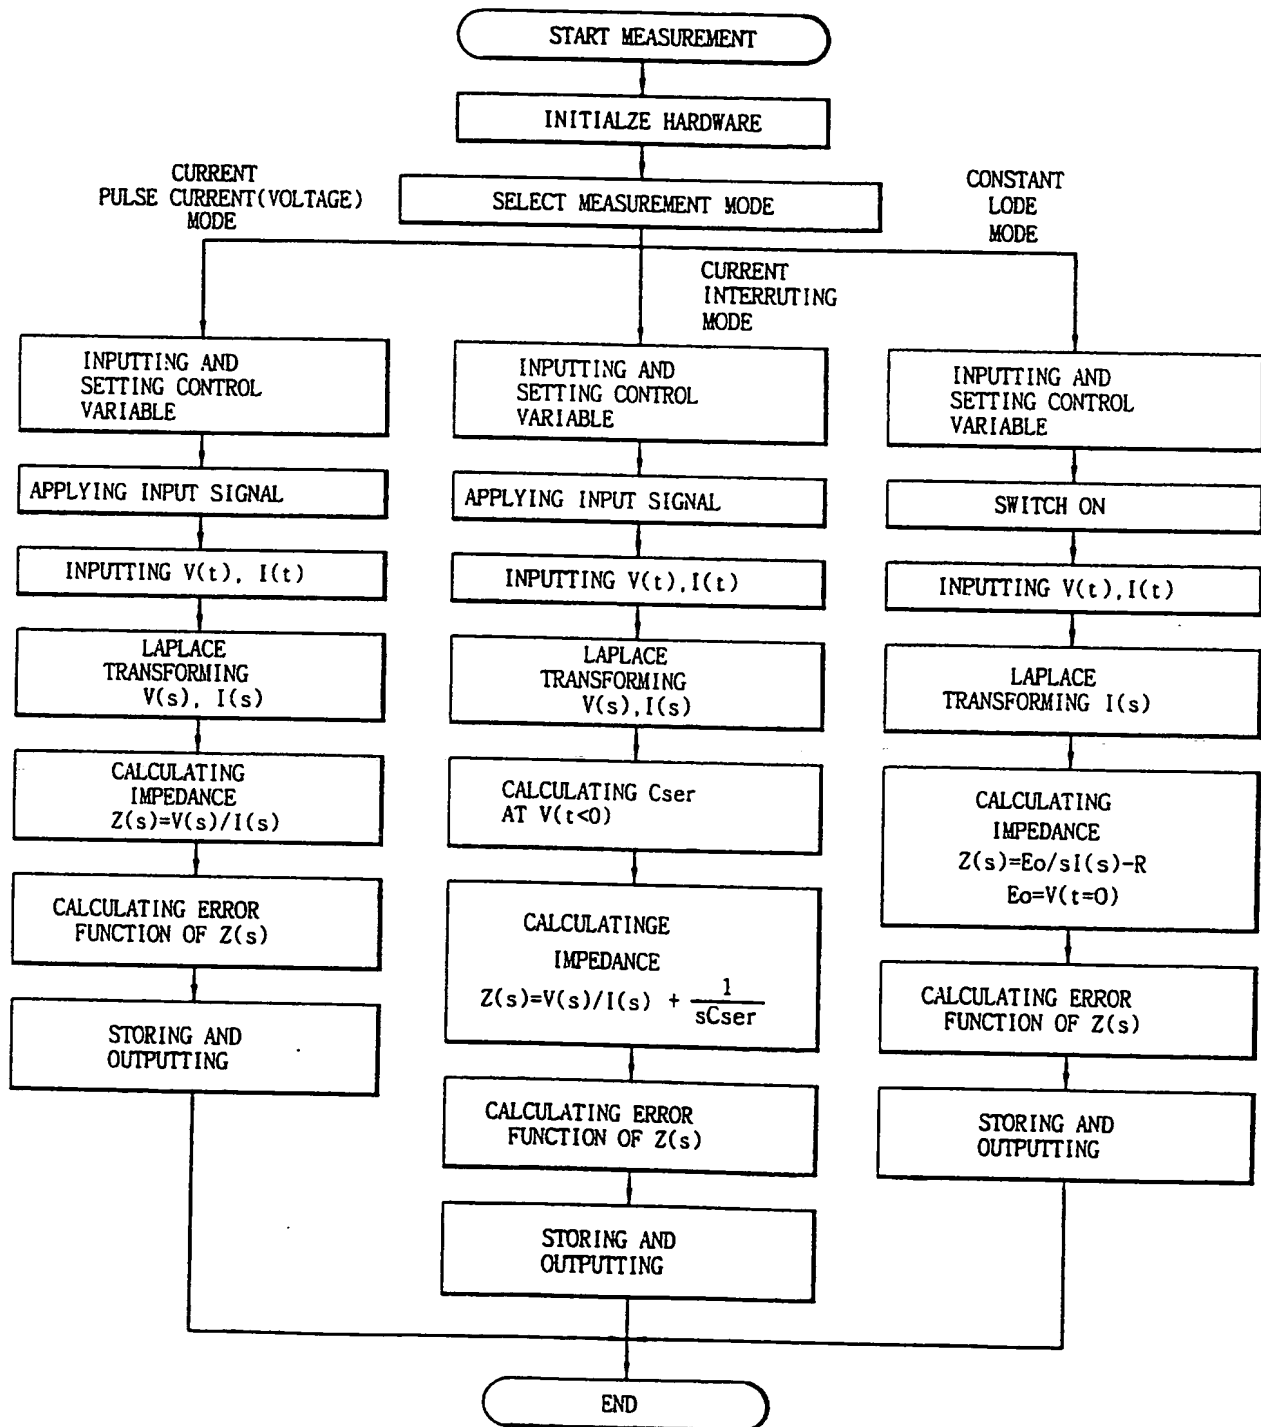 START MEASUREMENT
INITIALZE HARDWARE
SELECT MEASUREMENT MODE
CURRENT
PULSE CURRENT(VOLTAGE)
MODE
CURRENT
INTERRUTING
MODE
CONSTANT
LODE
MODE
INPUTTING AND
SETTING CONTROL
VARIABLE
APPLYING INPUT SIGNAL
INPUTTING V(t), I(t)
LAPLACE
TRANSFORMING
V(s), I(s)
CALCULATING
IMPEDANCE
Z(s)=V(s)/I(s)
CALCULATING ERROR
FUNCTION OF Z(s)
STORING AND
OUTPUTTING
INPUTTING AND
SETTING CONTROL
VARIABLE
APPLYING INPUT SIGNAL
INPUTTING V(t),I(t)
LAPLACE
TRANSFORMING
V(s),I(s)
CALCULATING Cser
AT V(t<0)
CALCULATINGE
IMPEDANCE
Z(s)=V(s)/I(s) + 1/sCser
CALCULATING ERROR
FUNCTION OF Z(s)
STORING AND
OUTPUTTING
INPUTTING AND
SETTING CONTROL
VARIABLE
SWITCH ON
INPUTTING V(t),I(t)
LAPLACE
TRANSFORMING I(s)
CALCULATING
IMPEDANCE
Z(s)=Eo/sI(s)-R
Eo=V(t=0)
CALCULATING ERROR
FUNCTION OF Z(s)
STORING AND
OUTPUTTING
END